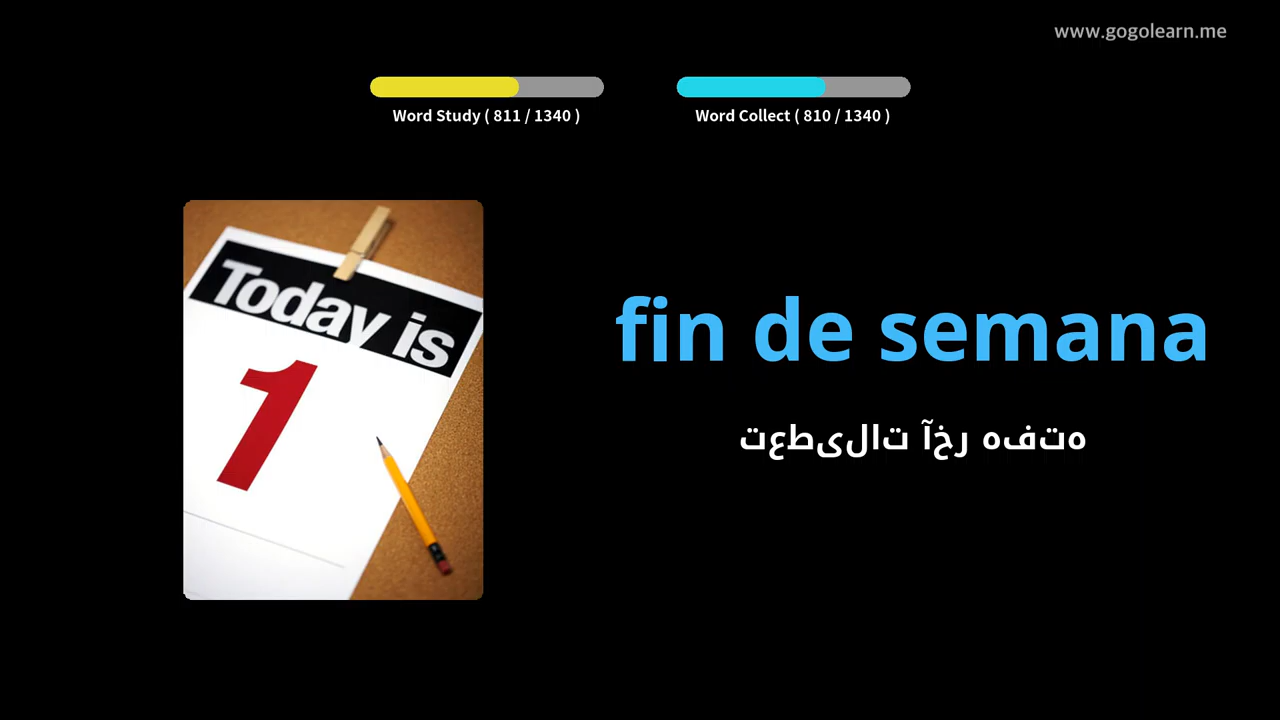 www.gogolearn.me
Word Study ( 811 / 1340 )
Word Collect ( 810 / 1340 )
Today is
1
fin de semana
تعطیلات آخر هفته